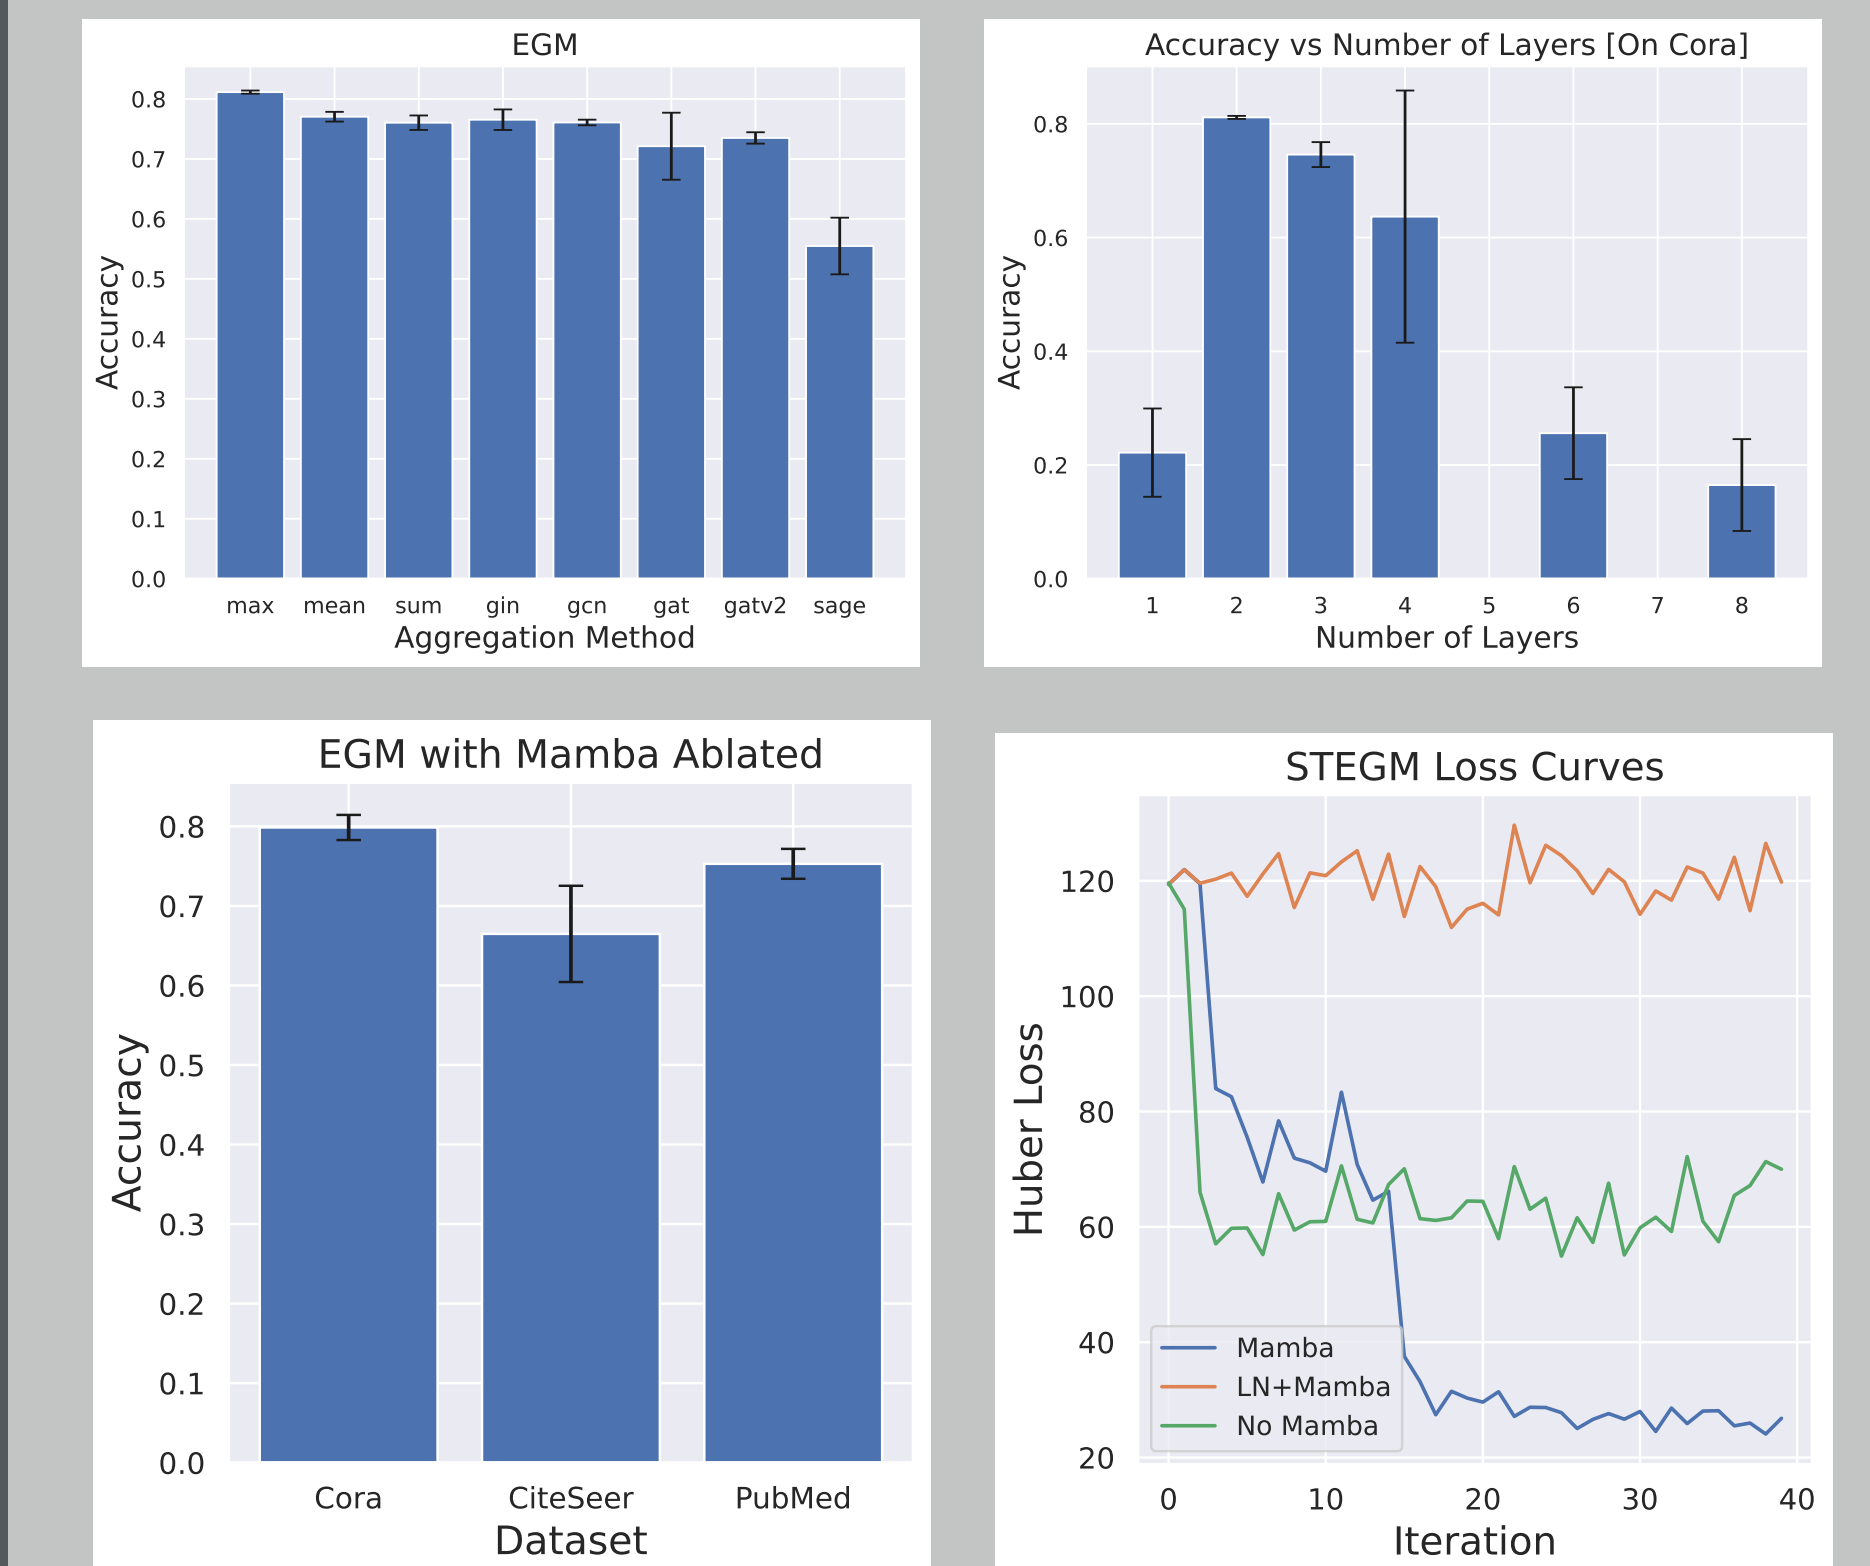 EGM
Accuracy
0.8
0.7
0.6
0.5
0.4
0.3
0.2
0.1
0.0
max mean sum gin gcn gat gatv2 sage
Aggregation Method
Accuracy vs Number of Layers [On Cora]
Accuracy
0.8
0.6
0.4
0.2
0.0
1 2 3 4 5 6 7 8
Number of Layers
EGM with Mamba Ablated
Accuracy
0.8
0.7
0.6
0.5
0.4
0.3
0.2
0.1
0.0
Cora CiteSeer PubMed
Dataset
STEGM Loss Curves
Huber Loss
120
100
80
60
40
20
Mamba
LN+Mamba
No Mamba
0 10 20 30 40
Iteration